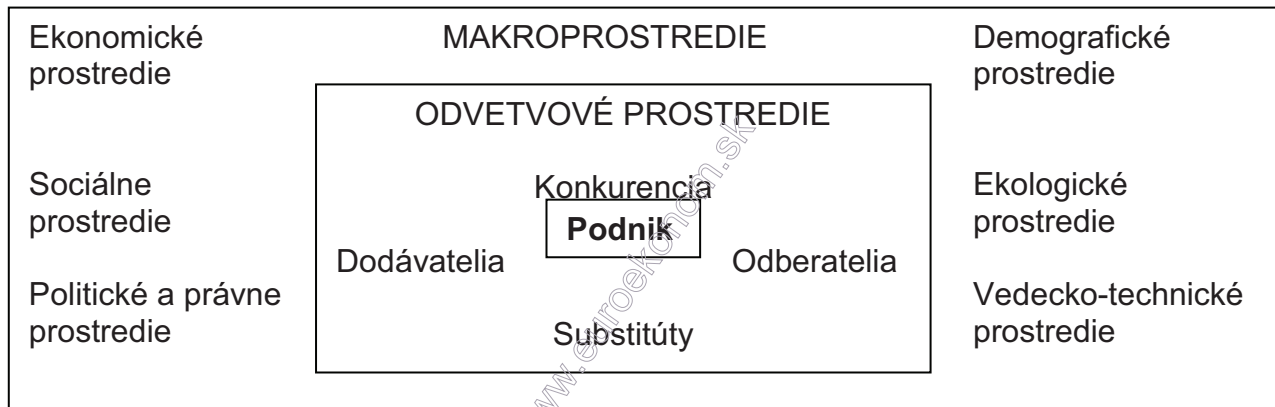 Ekonomické
prostredie
MAKROPROSTREDIE
Demografické
prostredie
ODVETVOVÉ PROSTREDIE
Sociálne
prostredie
Konkurencia
Ekologické
prostredie
Podnik
Dodávatelia
Odberatelia
Politické a právne
prostredie
Vedecko-technické
prostredie
Substitúty
www.euroekonom.sk